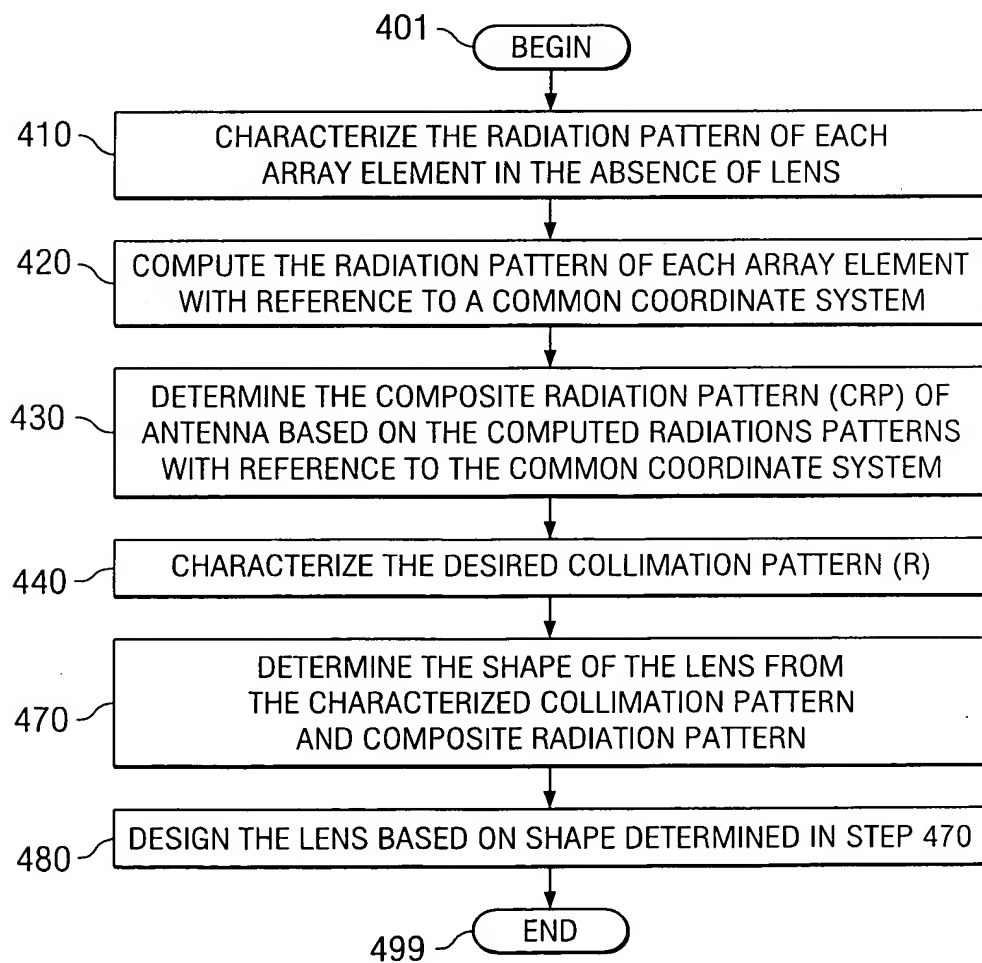 401
BEGIN
410
CHARACTERIZE THE RADIATION PATTERN OF EACH
ARRAY ELEMENT IN THE ABSENCE OF LENS
420
COMPUTE THE RADIATION PATTERN OF EACH ARRAY ELEMENT
WITH REFERENCE TO A COMMON COORDINATE SYSTEM
430
DETERMINE THE COMPOSITE RADIATION PATTERN (CRP) OF
ANTENNA BASED ON THE COMPUTED RADIATIONS PATTERNS
WITH REFERENCE TO THE COMMON COORDINATE SYSTEM
440
CHARACTERIZE THE DESIRED COLLIMATION PATTERN (R)
470
DETERMINE THE SHAPE OF THE LENS FROM
THE CHARACTERIZED COLLIMATION PATTERN
AND COMPOSITE RADIATION PATTERN
480
DESIGN THE LENS BASED ON SHAPE DETERMINED IN STEP 470
499
END